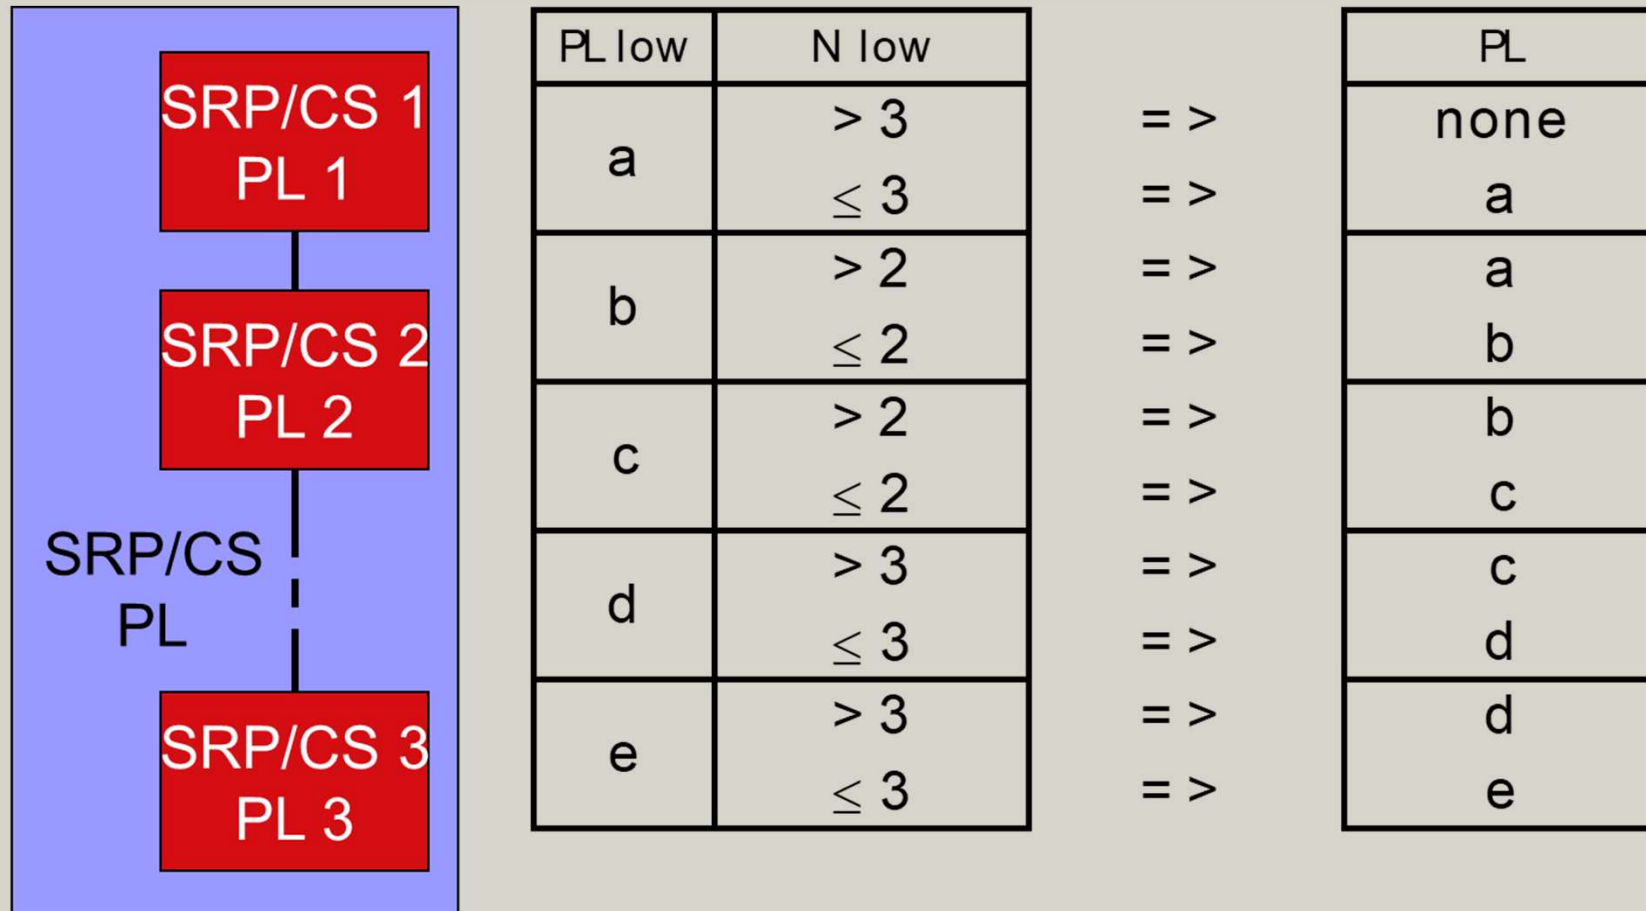 SRP/CS 1
PL 1
SRP/CS 2
PL 2
SRP/CS
PL
SRP/CS 3
PL 3
PL low N low
a
> 3
≤ 3
b
> 2
≤ 2
c
> 2
≤ 2
d
> 3
≤ 3
e
> 3
≤ 3
= >
= >
= >
= >
= >
= >
= >
= >
= >
= >
PL
none
a
a
b
b
c
c
d
d
e